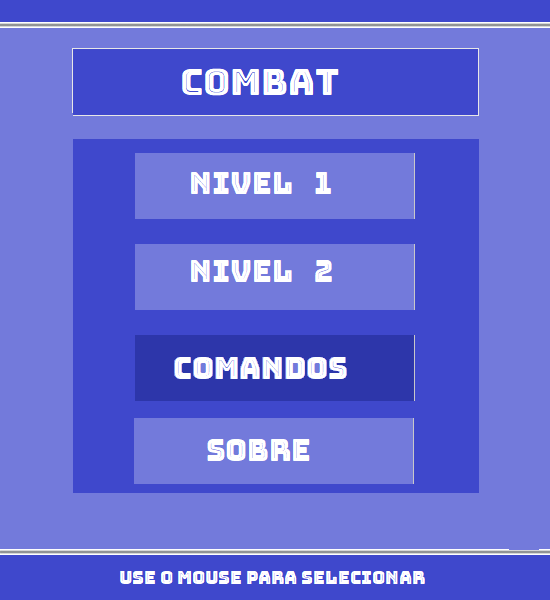 COMBAT
NIVEL 1
NIVEL 2
COMANDOS
SOBRE
USE O MOUSE PARA SELECIONAR